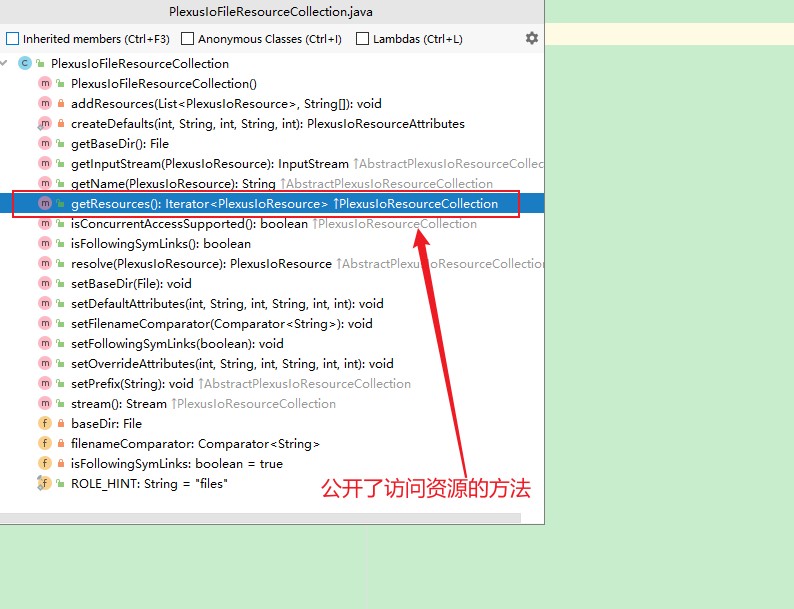 PlexusIoFileResourceCollection.java
Inherited members (Ctrl+F3) Anonymous Classes (Ctrl+I) Lambdas (Ctrl+L)
PlexusIoFileResourceCollection
PlexusIoFileResourceCollection()
addResources(List<PlexusIoResource>, String[]): void
createDefaults(int, String, int, String, int): PlexusIoResourceAttributes
getBaseDir(): File
getInputStream(PlexusIoResource): InputStream ↑AbstractPlexusIoResourceCollec
getName(PlexusIoResource): String ↑AbstractPlexusIoResourceCollection
getResources(): Iterator<PlexusIoResource> ↑PlexusIoResourceCollection
isConcurrentAccessSupported(): boolean ↑PlexusIoResourceCollection
isFollowingSymLinks(): boolean
resolve(PlexusIoResource): PlexusIoResource ↑AbstractPlexusIoResourceCollection
setBaseDir(File): void
setDefaultAttributes(int, String, int, String, int, int): void
setFilenameComparator(Comparator<String>): void
setFollowingSymLinks(boolean): void
setOverrideAttributes(int, String, int, String, int, int): void
setPrefix(String): void ↑AbstractPlexusIoResourceCollection
stream(): Stream ↑PlexusIoResourceCollection
baseDir: File
filenameComparator: Comparator<String>
isFollowingSymLinks: boolean = true
ROLE_HINT: String = "files"
公开了访问资源的方法